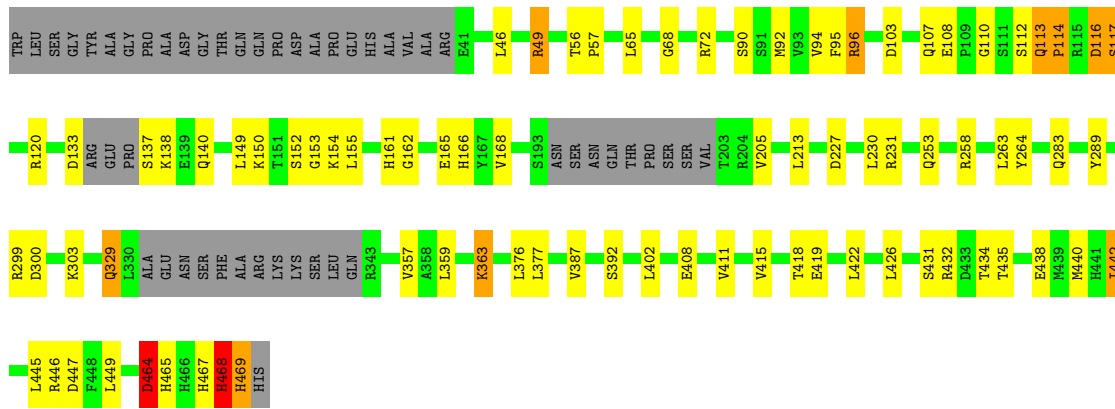 TRP LEU SER GLY TYR ALA GLY PRO ALA ASP GLY THR GLN GLN PRO ASP ALA PRO GLU HIS ALA VAL ALA ARG E41 L46 R49 T56 P57 L65 G68 R72 S90 S91 M92 V93 V94 F95 R96 D103 Q107 E108 P109 G110 S111 S112 Q113 P114 R115 D116 S117
R120 D133 ARG GLU PRO S137 K138 E139 Q140 L149 K150 T151 S152 G153 K154 L155 H161 G162 E165 H166 Y167 V168 S193 ASN SER ASN GLN THR PRO SER SER VAL T203 R204 V205 L213 D227 L230 R231 Q253 R258 L263 Y264 Q283 Y289
R299 D300 K303 Q329 L330 ALA GLU ASN SER PHE ALA ARG LYS LYS SER LEU GLN R343 V357 A358 L359 K363 L376 L377 V387 S392 L402 E408 V411 V415 T418 E419 L422 L426 S431 R432 D433 T434 T435 E438 M439 M440 H441 I442
L445 R446 D447 F448 L449 D464 H465 H466 H467 H468 H469 HIS